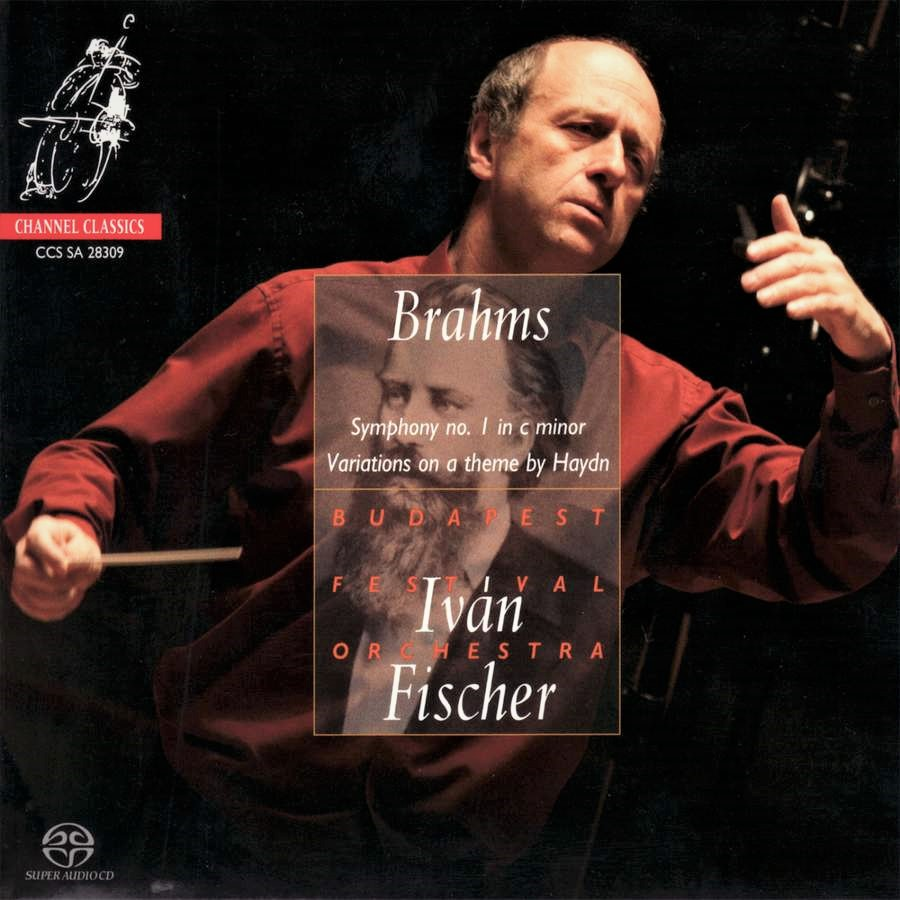 CHANNEL CLASSICS
CCS SA 28309
Brahms
Symphony no. 1 in c minor
Variations on a theme by Haydn
BUDAPEST
FESTIVAL
Iván
ORCHESTRA
Fischer
SUPER AUDIO CD